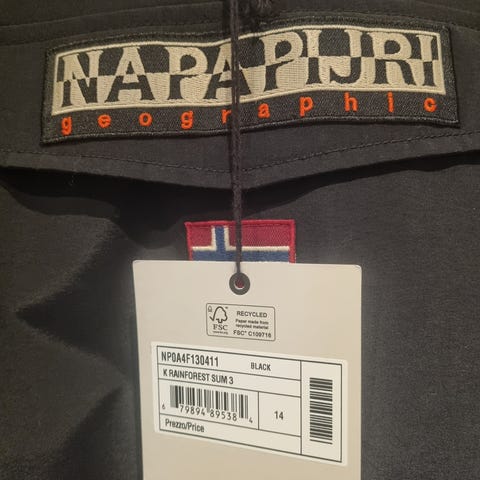 NAPAPIJRI
geographic
FSC
RECYCLED
Paper made from
recycled material
FSC® C109716
NP0A4F130411 BLACK
K RAINFOREST SUM 3
6 79894 89538 4
14
Prezzo/Price